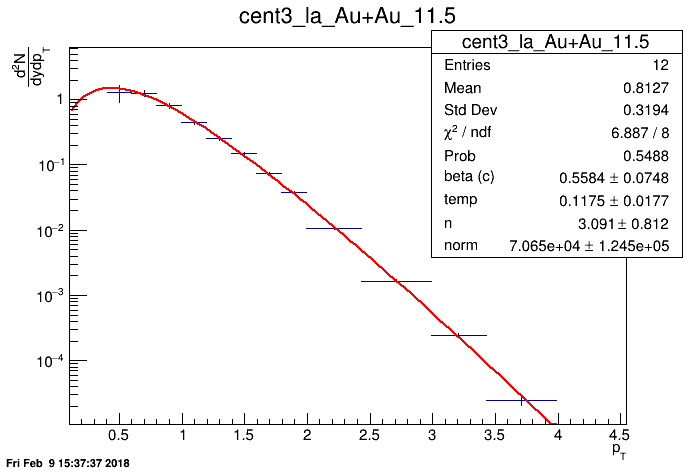 cent3_la_Au+Au_11.5
cent3_la_Au+Au_11.5
Entries 12
Mean 0.8127
Std Dev 0.3194
χ² / ndf 6.887 / 8
Prob 0.5488
beta (c) 0.5584 ± 0.0748
temp 0.1175 ± 0.0177
n 3.091 ± 0.812
norm 7.065e+04 ± 1.245e+05
d²N
dydp_T
1
10⁻¹
10⁻²
10⁻³
10⁻⁴
0.5 1 1.5 2 2.5 3 3.5 4 4.5
p_T
Fri Feb 9 15:37:37 2018